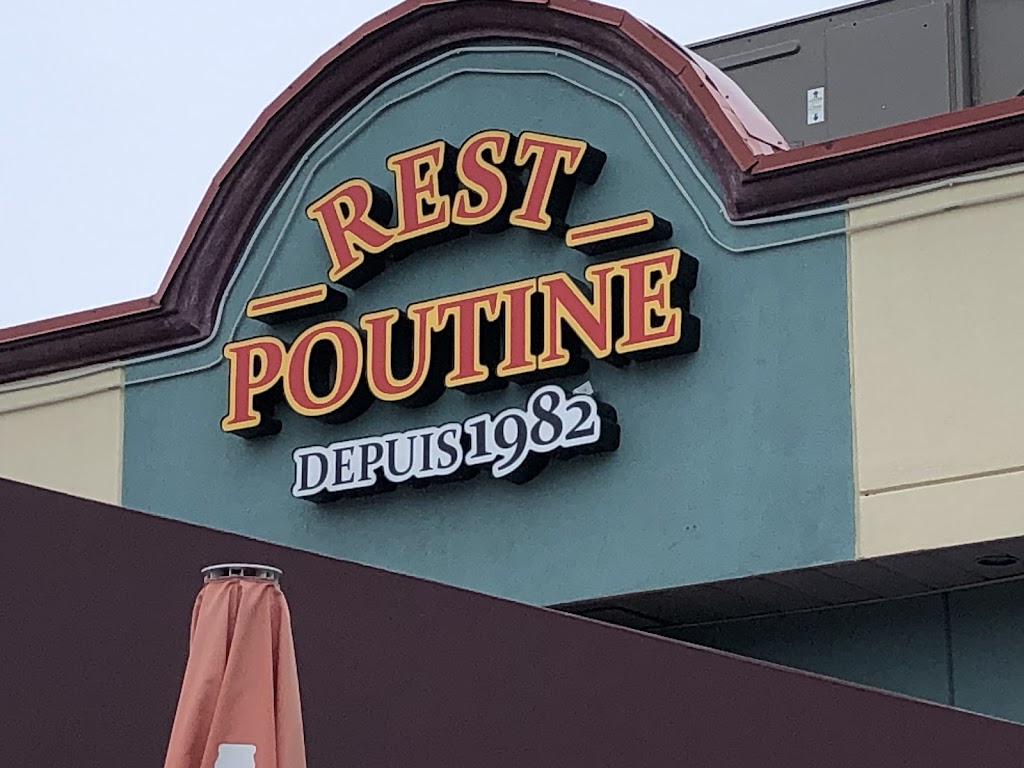 REST
POUTINE
DEPUIS 1982